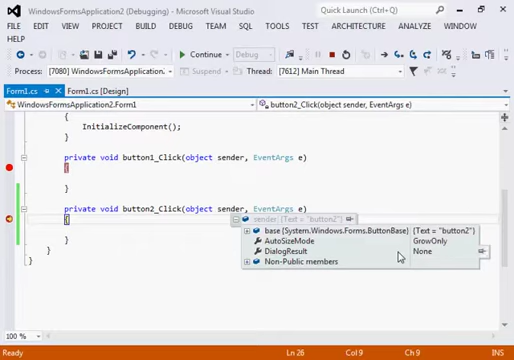 WindowsFormsApplication2 (Debugging) - Microsoft Visual Studio
Quick Launch (Ctrl+Q)
FILE EDIT VIEW PROJECT BUILD DEBUG TEAM SQL TOOLS TEST ARCHITECTURE ANALYZE WINDOW
HELP
Continue
Process: [7080] WindowsFormsApplication2. Suspend Thread: [7612] Main Thread
Form1.cs Form1.cs [Design]
WindowsFormsApplication2.Form1 button2_Click(object sender, EventArgs e)
{
InitializeComponent();
}
private void button1_Click(object sender, EventArgs e)
{
}
private void button2_Click(object sender, EventArgs e)
{
sender {Text = "button2"}
base {System.Windows.Forms.ButtonBase} {Text = "button2"}
AutoSizeMode GrowOnly
DialogResult None
Non-Public members
}
}
}
100 %
Ready Ln 26 Col 9 Ch 9 INS